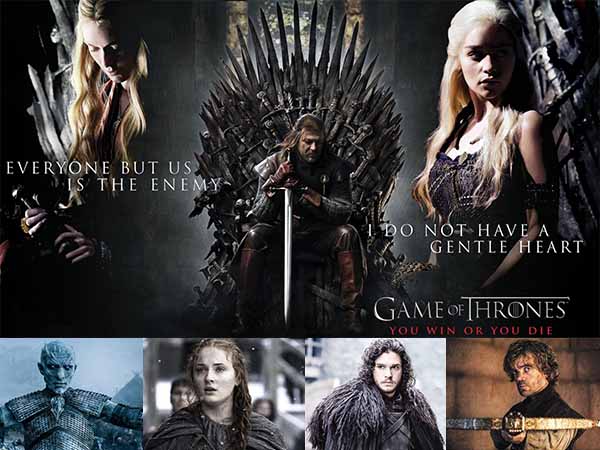 EVERYONE BUT US
IS THE ENEMY
I DO NOT HAVE A
GENTLE HEART
GAME OF THRONES
YOU WIN OR YOU DIE